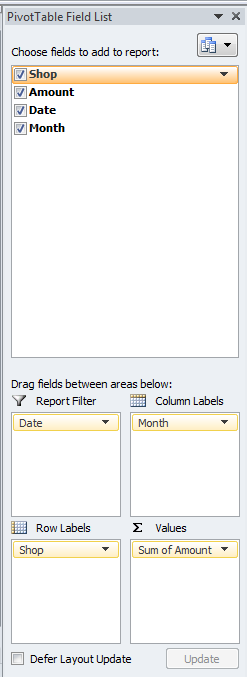 PivotTable Field List
Choose fields to add to report:
Shop
Amount
Date
Month
Drag fields between areas below:
Report Filter
Column Labels
Date
Month
Row Labels
Σ Values
Shop
Sum of Amount
Defer Layout Update
Update